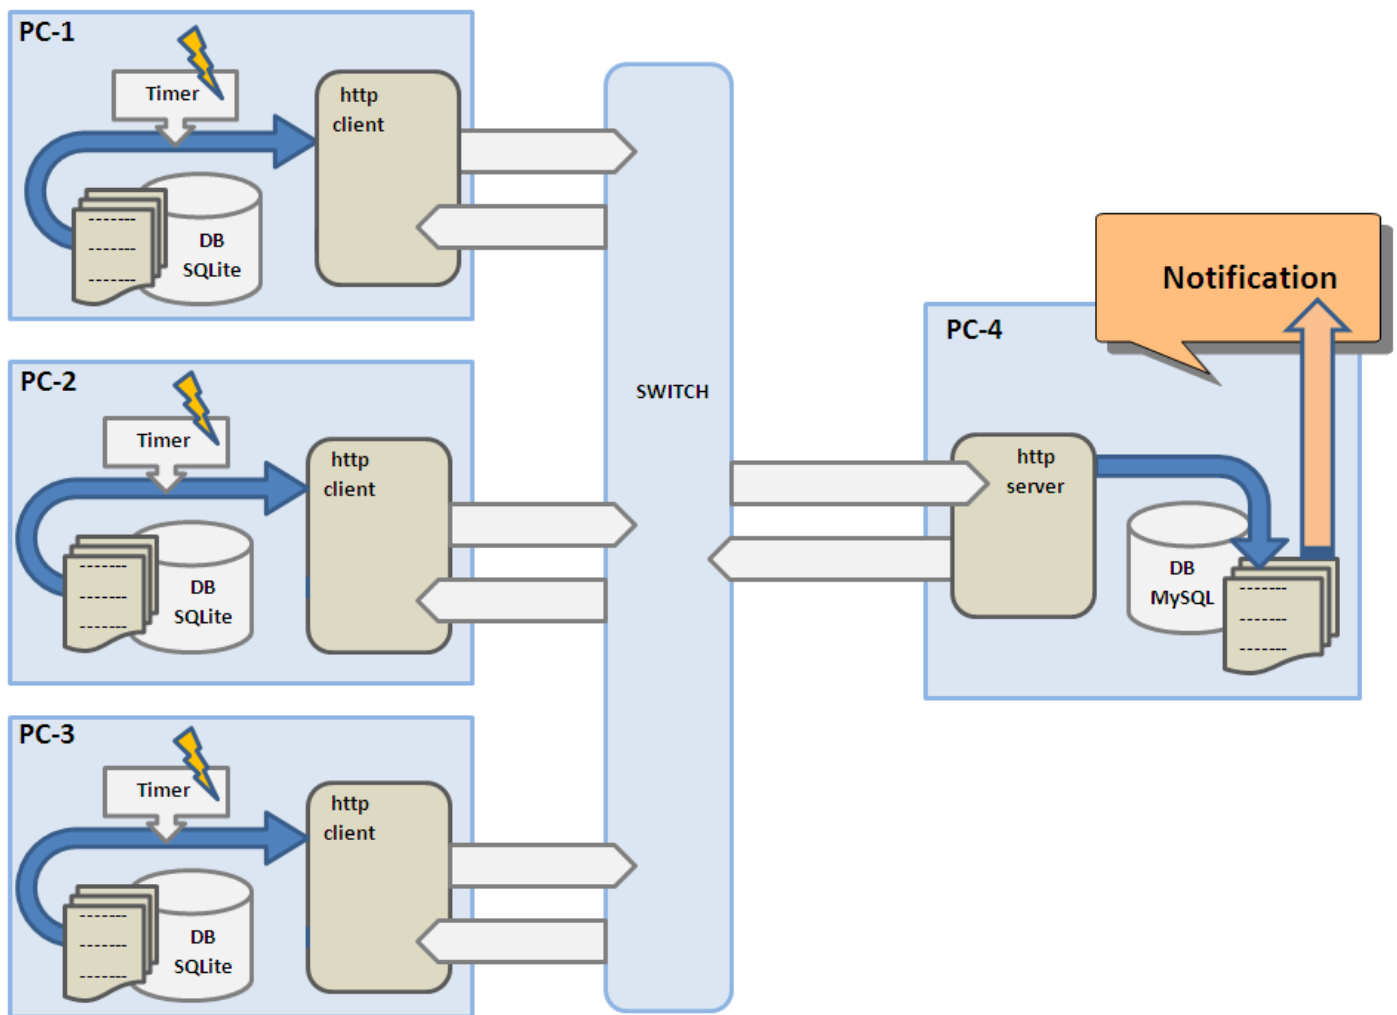 PC-1
Timer
http
client
DB
SQLite
-------
-------
-------
PC-2
Timer
http
client
DB
SQLite
-------
-------
-------
PC-3
Timer
http
client
DB
SQLite
-------
-------
-------
SWITCH
Notification
PC-4
http
server
DB
MySQL
-------
-------
-------